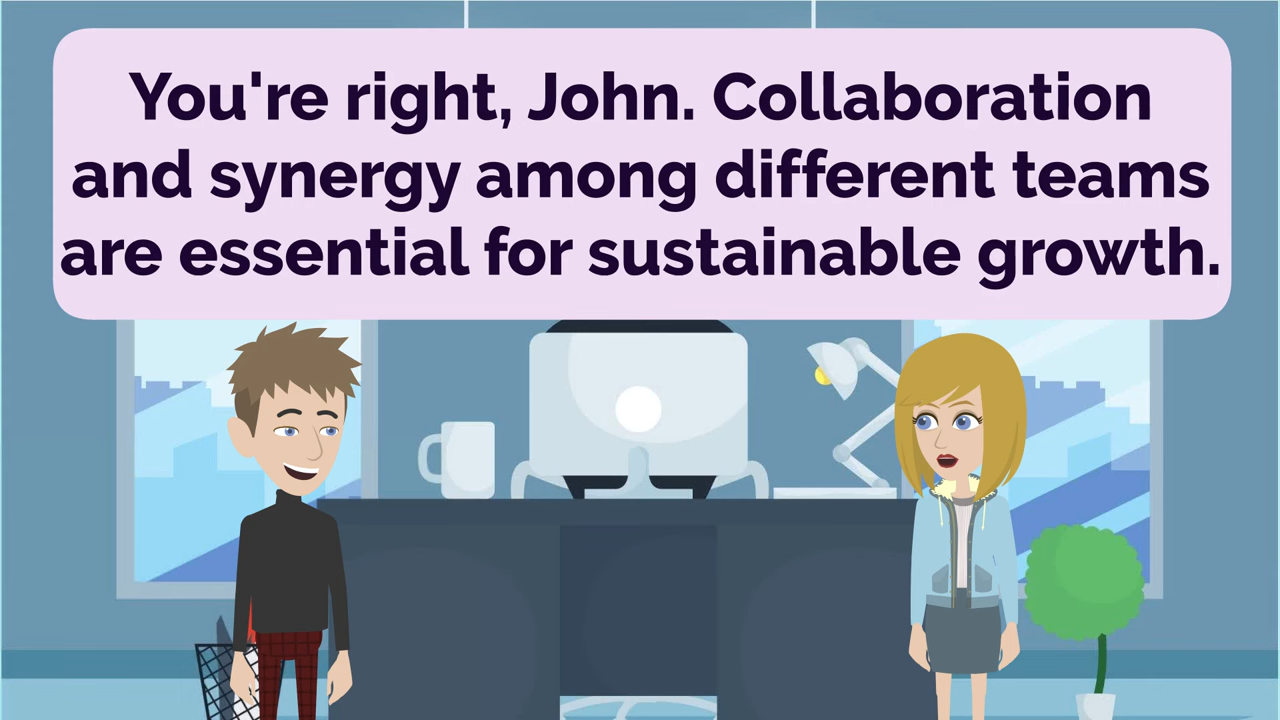 You're right, John. Collaboration
and synergy among different teams
are essential for sustainable growth.